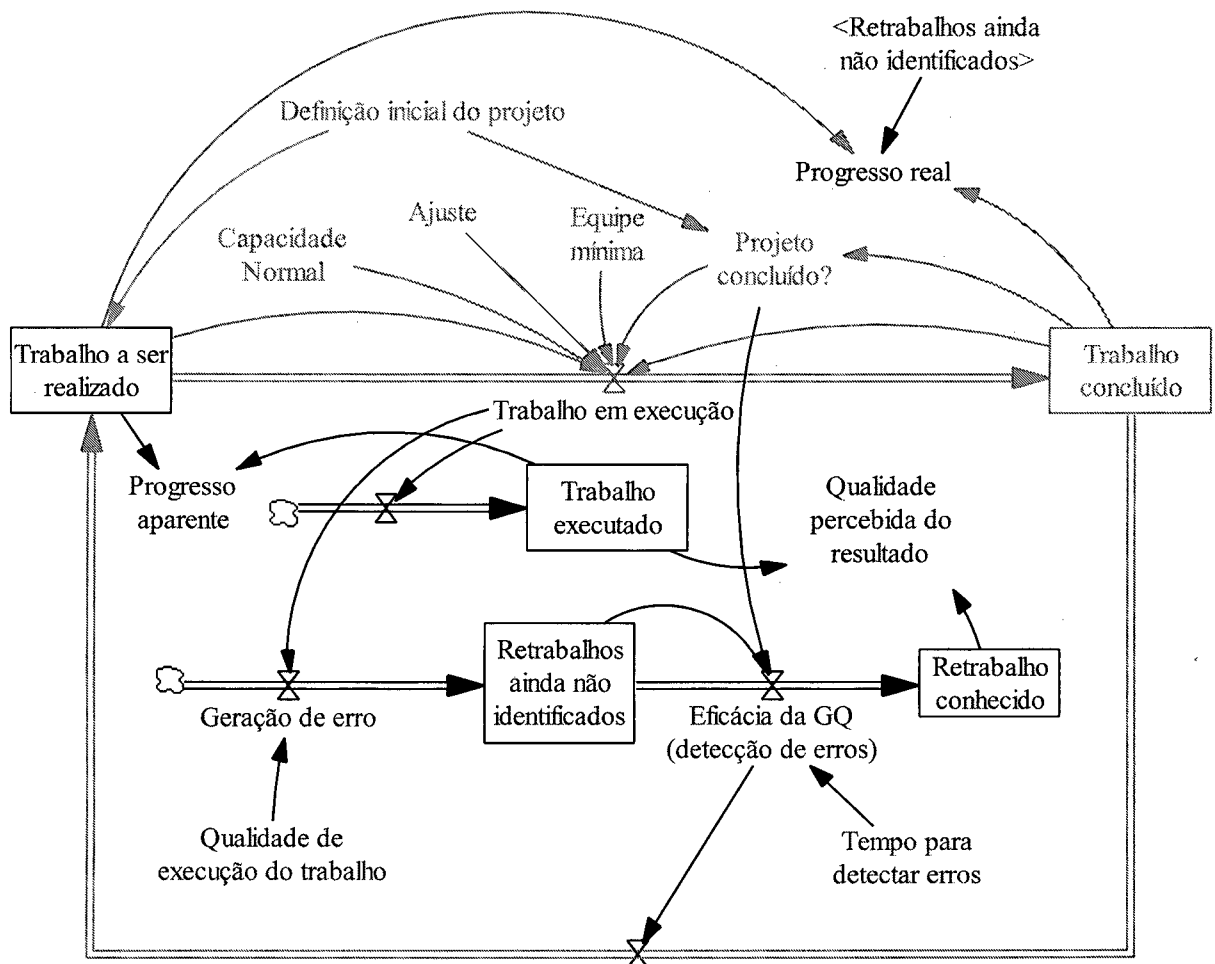 <Retrabalhos ainda
não identificados>
Definição inicial do projeto
Progresso real
Ajuste
Equipe
mínima
Capacidade
Normal
Projeto
concluído?
Trabalho a ser
realizado
Trabalho
concluído
Trabalho em execução
Progresso
aparente
Trabalho
executado
Qualidade
percebida do
resultado
Retrabalhos
ainda não
identificados
Retrabalho
conhecido
Geração de erro
Eficácia da GQ
(detecção de erros)
Qualidade de
execução do trabalho
Tempo para
detectar erros